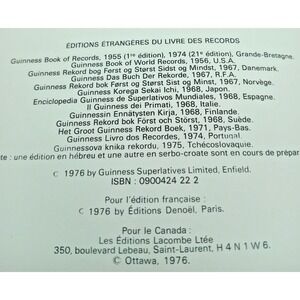 ÉDITIONS ÉTRANGÈRES DU LIVRE DES RECORDS
Guinness Book of Records, 1955 (1re édition), 1974 (21e édition), Grande-Bretagne.
Guinness Book of World Records, 1956, U.S.A.
Guinness Rekord bog Først og Størst Sidst og Mindst, 1967, Danemark.
Guinness Das Buch Der Rekorde, 1967, R.F.A.
Guinness Rekord bok Først og Størst Sist og Minst, 1967, Norvège.
Guinness Korega Sekai Ichi, 1968, Japon.
Enciclopedia Guinness de Superlativos Mundiales, 1968, Espagne.
Il Guinness dei Primati, 1968, Italie.
Guinnessin Ennätysten Kirja, 1968, Finlande.
Guinness Rekord bok Först och Störst, 1968, Suède.
Het Groot Guinness Rekord Boek, 1971, Pays-Bas.
Guinness Livro dos Recordes, 1974, Portugal.
Guinnessova knika rekordu, 1975, Tchécoslovaquie.
te : une édition en hébreu et une autre en serbo-croate sont en cours de prépar
© 1976 by Guinness Superlatives Limited, Enfield.
ISBN : 0900424 22 2
Pour l'édition française :
© 1976 by Éditions Denoël, Paris.
Pour le Canada :
Les Éditions Lacombe Ltée
350, boulevard Lebeau, Saint-Laurent, H 4 N 1 W 6.
© Ottawa, 1976.